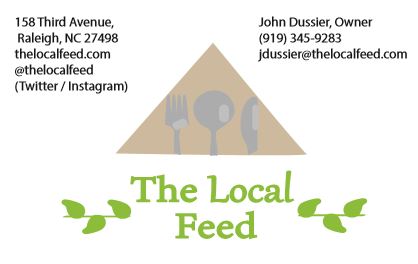 158 Third Avenue,
Raleigh, NC 27498
thelocalfeed.com
@thelocalfeed
(Twitter / Instagram)
John Dussier, Owner
(919) 345-9283
jdussier@thelocalfeed.com
The Local
Feed